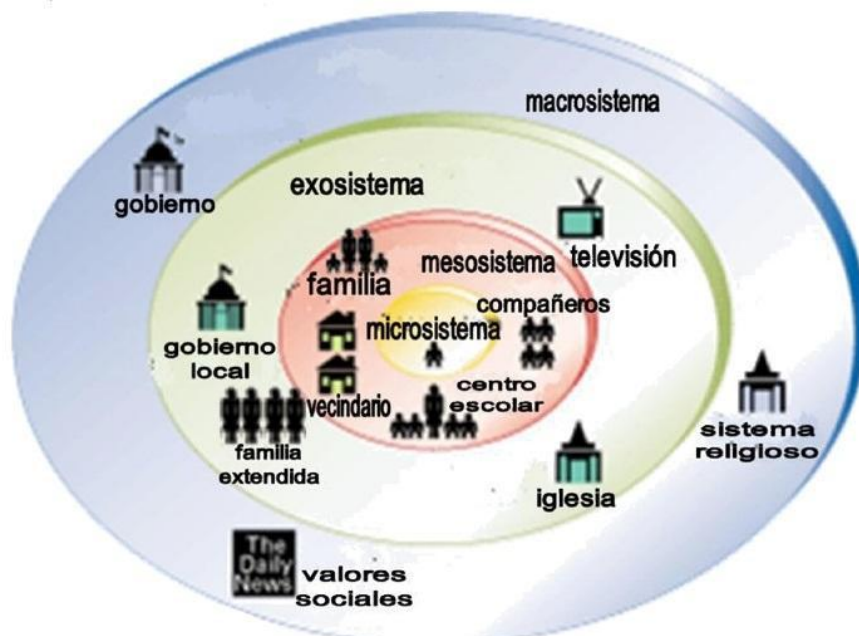 macrosistema
exosistema
gobierno
televisión
mesosistema
familia
compañeros
microsistema
gobierno
local
centro
escolar
vecindario
sistema
religioso
familia
extendida
iglesia
The
Daily
News
valores
sociales